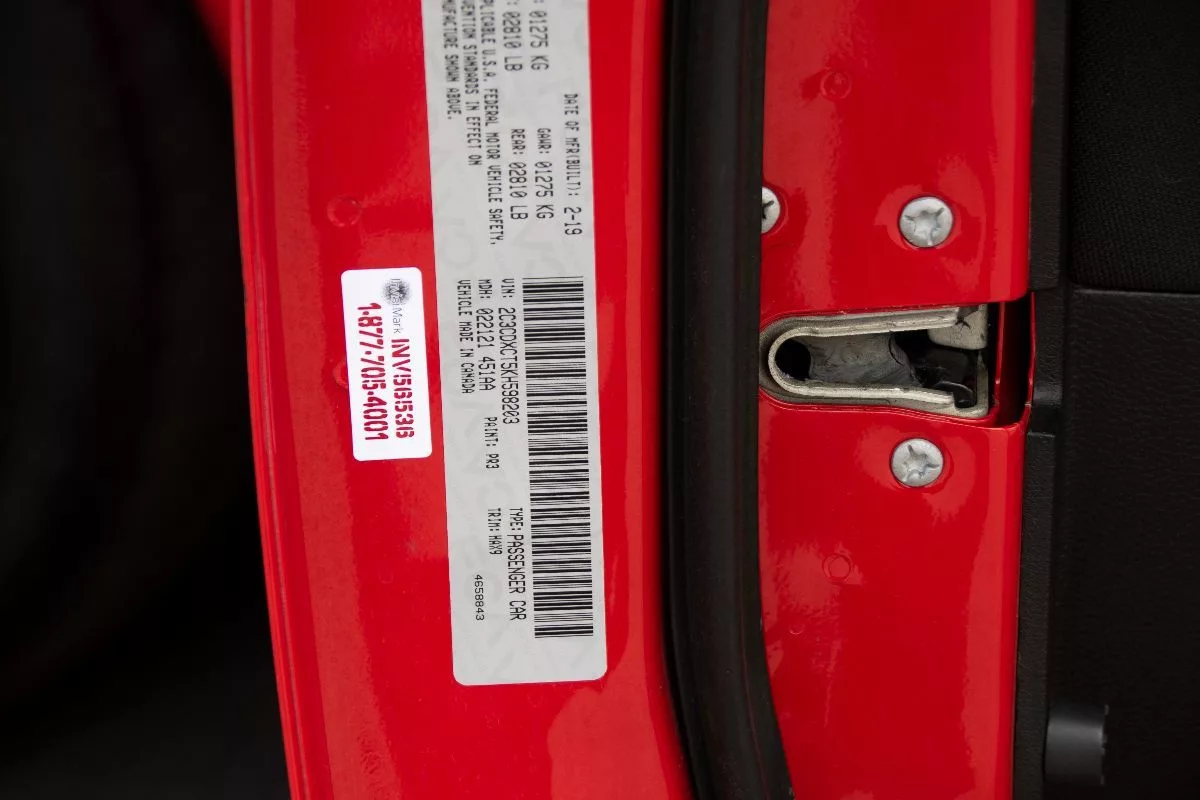 DATE OF MFR(BUILT): 2-19
: 01275 KG GAWR: 01275 KG
: 02810 LB REAR: 02810 LB
PLICABLE U.S.A. FEDERAL MOTOR VEHICLE SAFETY,
VENTION STANDARDS IN EFFECT ON
NUFACTURE SHOWN ABOVE.
VIN: 2C3CDXCT5KH598203 TYPE: PASSENGER CAR
MDH: 022121 451AA PAINT: PR3 TRIM: HAX9
VEHICLE MADE IN CANADA 4658843
Mark INV56536
1-877-705-4001